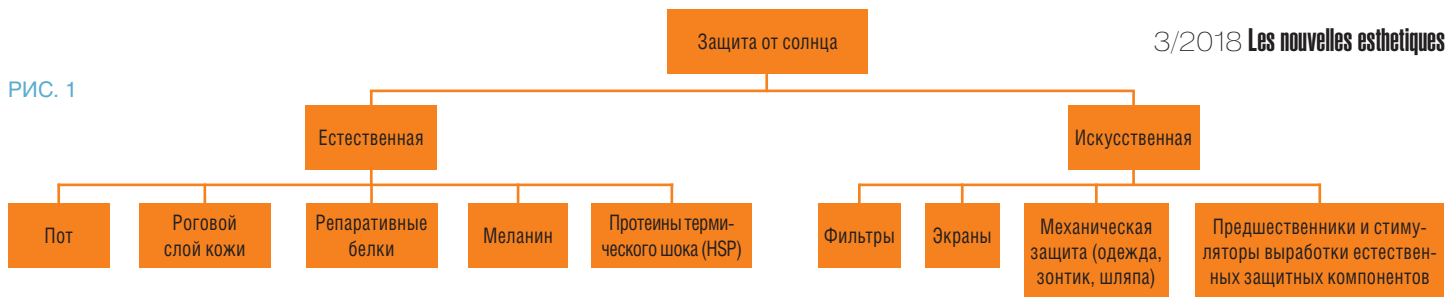 Защита от солнца
3/2018 Les nouvelles esthetiques
РИС. 1
Естественная
Искусственная
Пот
Роговой
слой кожи
Репаративные
белки
Меланин
Протеины терми-
ческого шока (HSP)
Фильтры
Экраны
Механическая
защита (одежда,
зонтик, шляпа)
Предшественники и стиму-
ляторы выработки естествен-
ных защитных компонентов